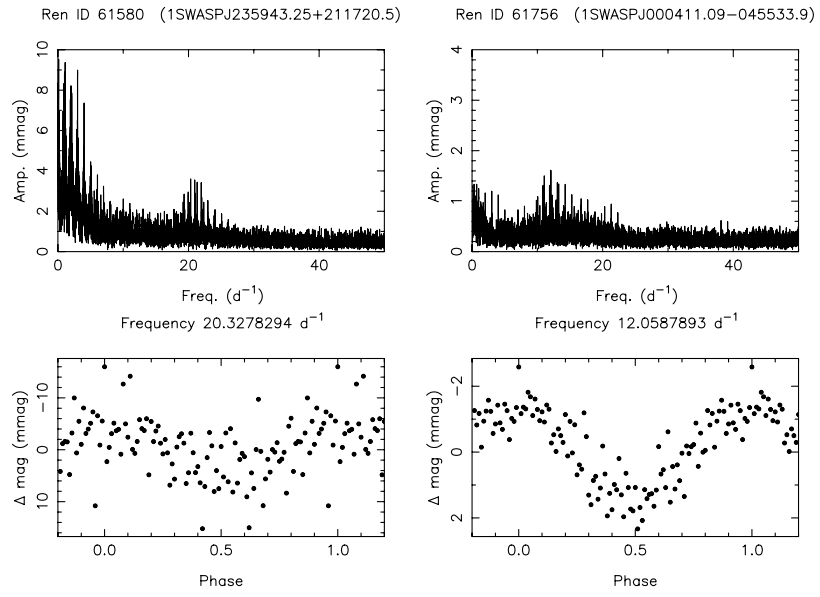 Ren ID 61580 (1SWASPJ235943.25+211720.5)
Amp. (mmag)
10
8
6
4
2
0
0 20 40
Freq. (d⁻¹)
Frequency 20.3278294 d⁻¹
Δ mag (mmag)
−10
0
10
0.0 0.5 1.0
Phase
Ren ID 61756 (1SWASPJ000411.09−045533.9)
Amp. (mmag)
4
3
2
1
0
0 20 40
Freq. (d⁻¹)
Frequency 12.0587893 d⁻¹
Δ mag (mmag)
−2
0
2
0.0 0.5 1.0
Phase